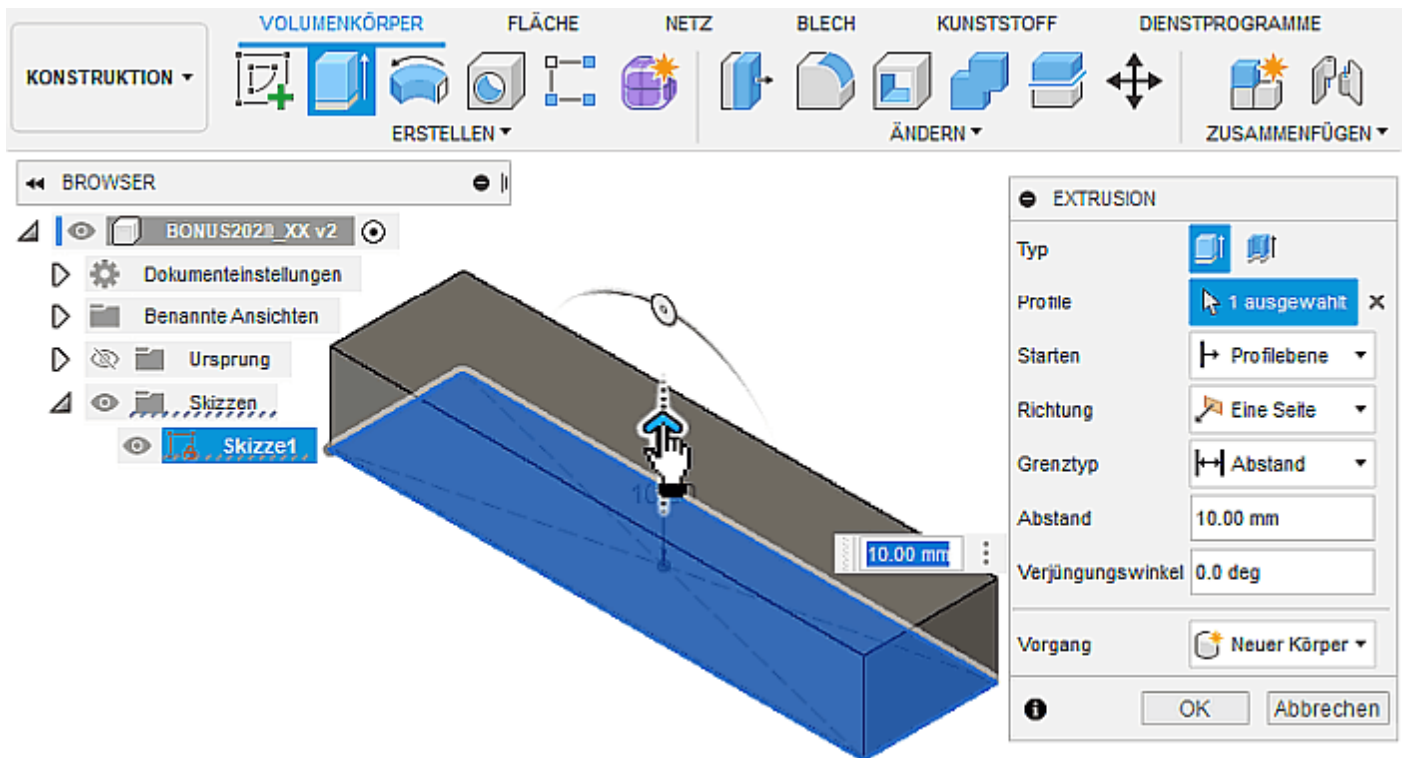 VOLUMENKÖRPER FLÄCHE NETZ BLECH KUNSTSTOFF DIENSTPROGRAMME
KONSTRUKTION
ERSTELLEN ÄNDERN ZUSAMMENFÜGEN
BROWSER
BONUS2020_XX v2
Dokumenteinstellungen
Benannte Ansichten
Ursprung
Skizzen
Skizze1
10.00 mm
EXTRUSION
Typ
Profile 1 ausgewahlt
Starten Profilebene
Richtung Eine Seite
Grenztyp Abstand
Abstand 10.00 mm
Verjüngungswinkel 0.0 deg
Vorgang Neuer Körper
OK Abbrechen